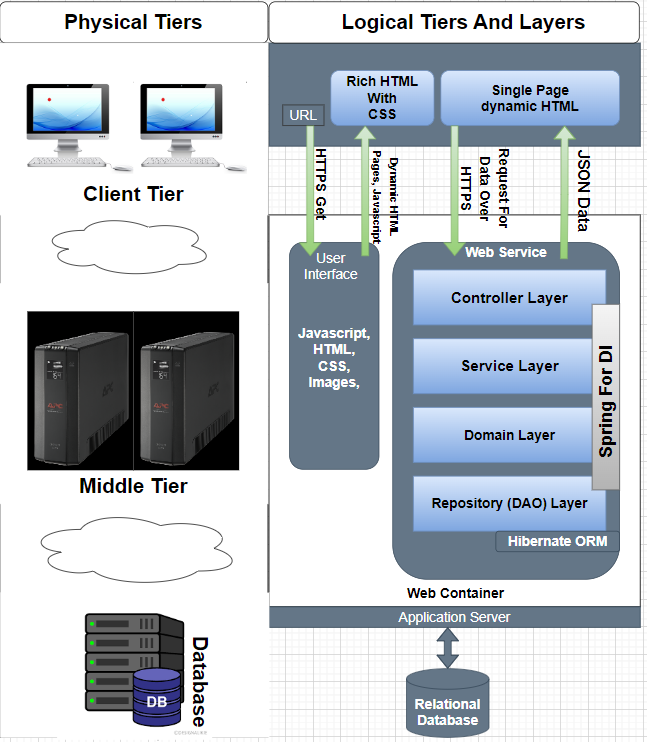 Physical Tiers
Logical Tiers And Layers
URL
Rich HTML
With
CSS
Single Page
dynamic HTML
HTTPS Get
Dynamic HTML
Pages, Javascript
Request For
Data Over
HTTPS
JSON Data
Client Tier
User
Interface
Javascript,
HTML,
CSS,
Images,
Web Service
Controller Layer
Service Layer
Domain Layer
Repository (DAO) Layer
Spring For DI
Hibernate ORM
APC
APC
Middle Tier
Web Container
Application Server
Database
DB
Relational
Database